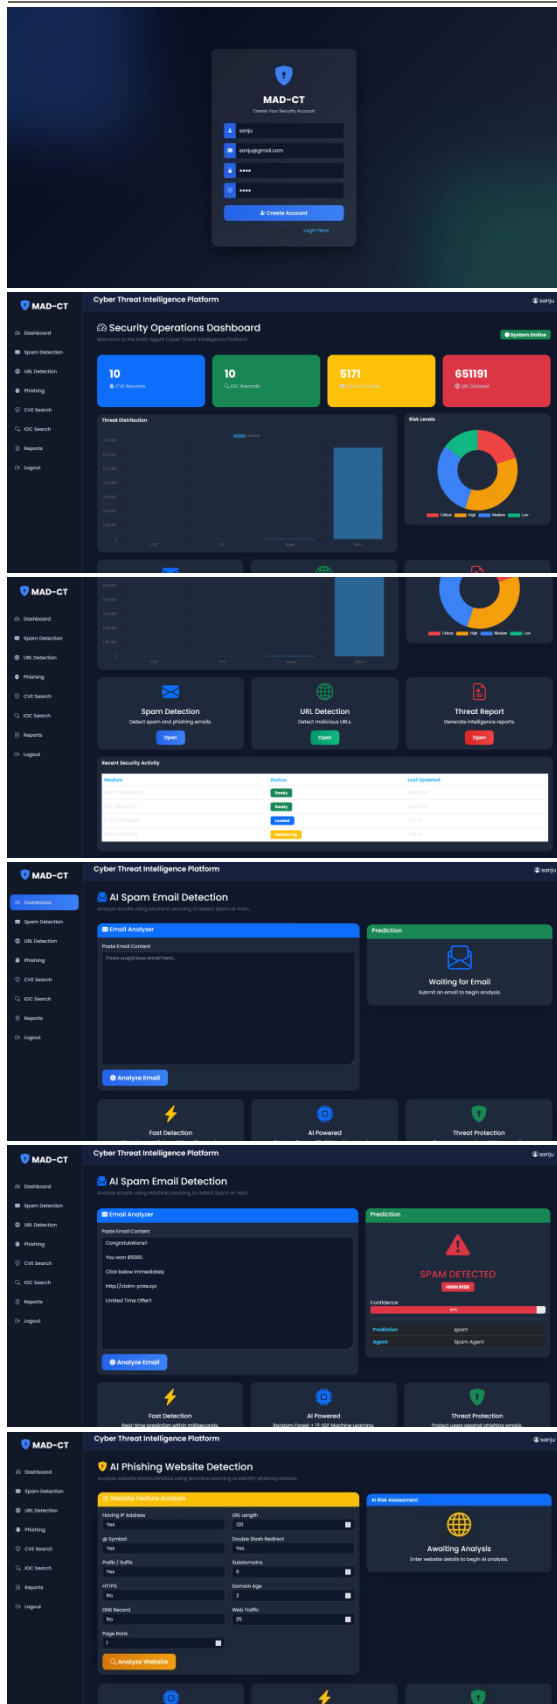 MAD-CT
Create Your Security Account
sanju
sanju@gmail.com
••••
••••
Create Account
Login Here
MAD-CT
Cyber Threat Intelligence Platform
sanju
Dashboard
Spam Detection
URL Detection
Phishing
CVE Search
IOC Search
Reports
Logout
Security Operations Dashboard
Welcome to the Multi-Agent Cyber Threat Intelligence Platform
System Online
10
CVE Records
10
IOC Records
5171
651191
URL Dataset
Threat Distribution
Risk Levels
Critical High Medium Low
CVE IOC Spam URLs
MAD-CT
Dashboard
Spam Detection
URL Detection
Phishing
CVE Search
IOC Search
Reports
Logout
CVE IOC Spam URLs
Critical High Medium Low
Spam Detection
Detect spam and phishing emails.
Open
URL Detection
Detect malicious URLs.
Open
Threat Report
Generate intelligence reports.
Open
Recent Security Activity
Module Status Last Updated
Ready
Ready
Loaded
Monitoring
MAD-CT
Cyber Threat Intelligence Platform
sanju
Dashboard
Spam Detection
URL Detection
Phishing
CVE Search
IOC Search
Reports
Logout
AI Spam Email Detection
Analyze emails using Machine Learning to detect Spam or Ham.
Email Analyzer
Paste Email Content
Paste suspicious email here...
Analyze Email
Prediction
Waiting for Email
Submit an email to begin analysis.
Fast Detection
AI Powered
Threat Protection
MAD-CT
Cyber Threat Intelligence Platform
sanju
Dashboard
Spam Detection
URL Detection
Phishing
CVE Search
IOC Search
Reports
Logout
AI Spam Email Detection
Analyze emails using Machine Learning to detect Spam or Ham.
Email Analyzer
Paste Email Content
Congratulations!!
You won $5000.
Click below immediately
http://claim-prize.xyz
Limited Time Offer!!
Analyze Email
Prediction
SPAM DETECTED
HIGH RISK
Confidence
Prediction spam
Agent Spam Agent
Fast Detection
Real-time prediction within milliseconds.
AI Powered
Random Forest + TF-IDF Machine Learning.
Threat Protection
Protect users against phishing emails.
MAD-CT
Cyber Threat Intelligence Platform
sanju
Dashboard
Spam Detection
URL Detection
Phishing
CVE Search
IOC Search
Reports
Logout
AI Phishing Website Detection
Analyze website characteristics using Machine Learning to identify phishing attacks.
Website Feature Analysis
Having IP Address
Yes
URL Length
120
@ Symbol
Yes
Double Slash Redirect
Yes
Prefix / Suffix
Yes
Subdomains
6
HTTPS
No
Domain Age
2
DNS Record
No
Web Traffic
25
Page Rank
1
Analyze Website
AI Risk Assessment
Awaiting Analysis
Enter website details to begin AI analysis.